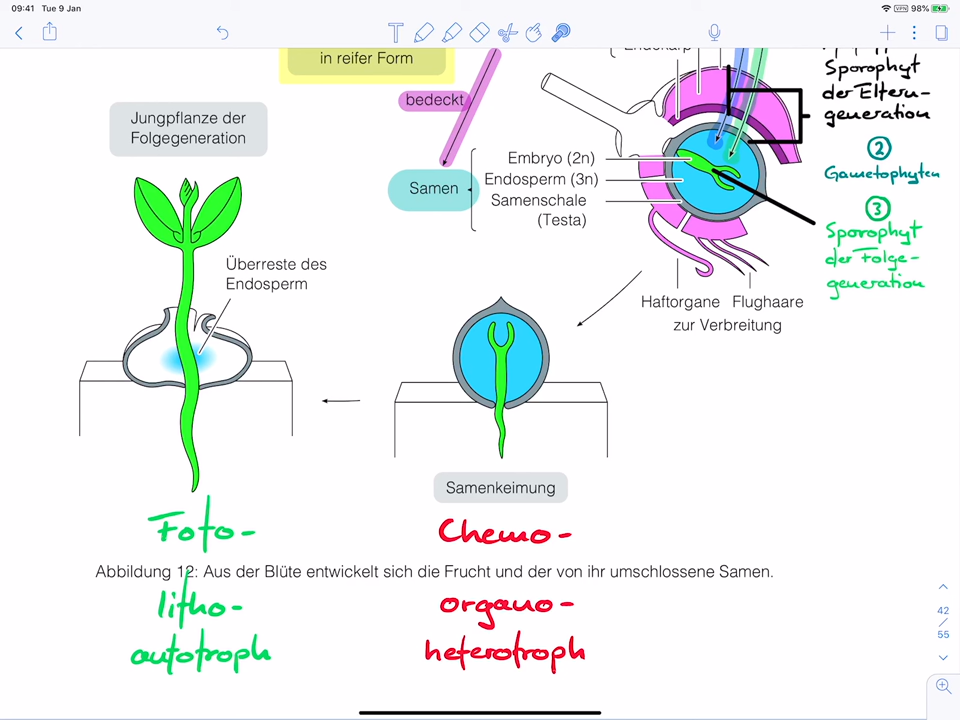 09:41 Tue 9 Jan
VPN 98%
in reifer Form
bedeckt
Jungpflanze der
Folgegeneration
Samen
Embryo (2n)
Endosperm (3n)
Samenschale
(Testa)
Sporophyt
der Eltern-
generation
2
Gametophyten
3
Sporophyt
der Folge-
generation
Überreste des
Endosperm
Haftorgane Flughaare
zur Verbreitung
Samenkeimung
Foto-
Chemo-
Abbildung 12: Aus der Blüte entwickelt sich die Frucht und der von ihr umschlossene Samen.
litho-
autotroph
organo-
heterotroph
42
/
55